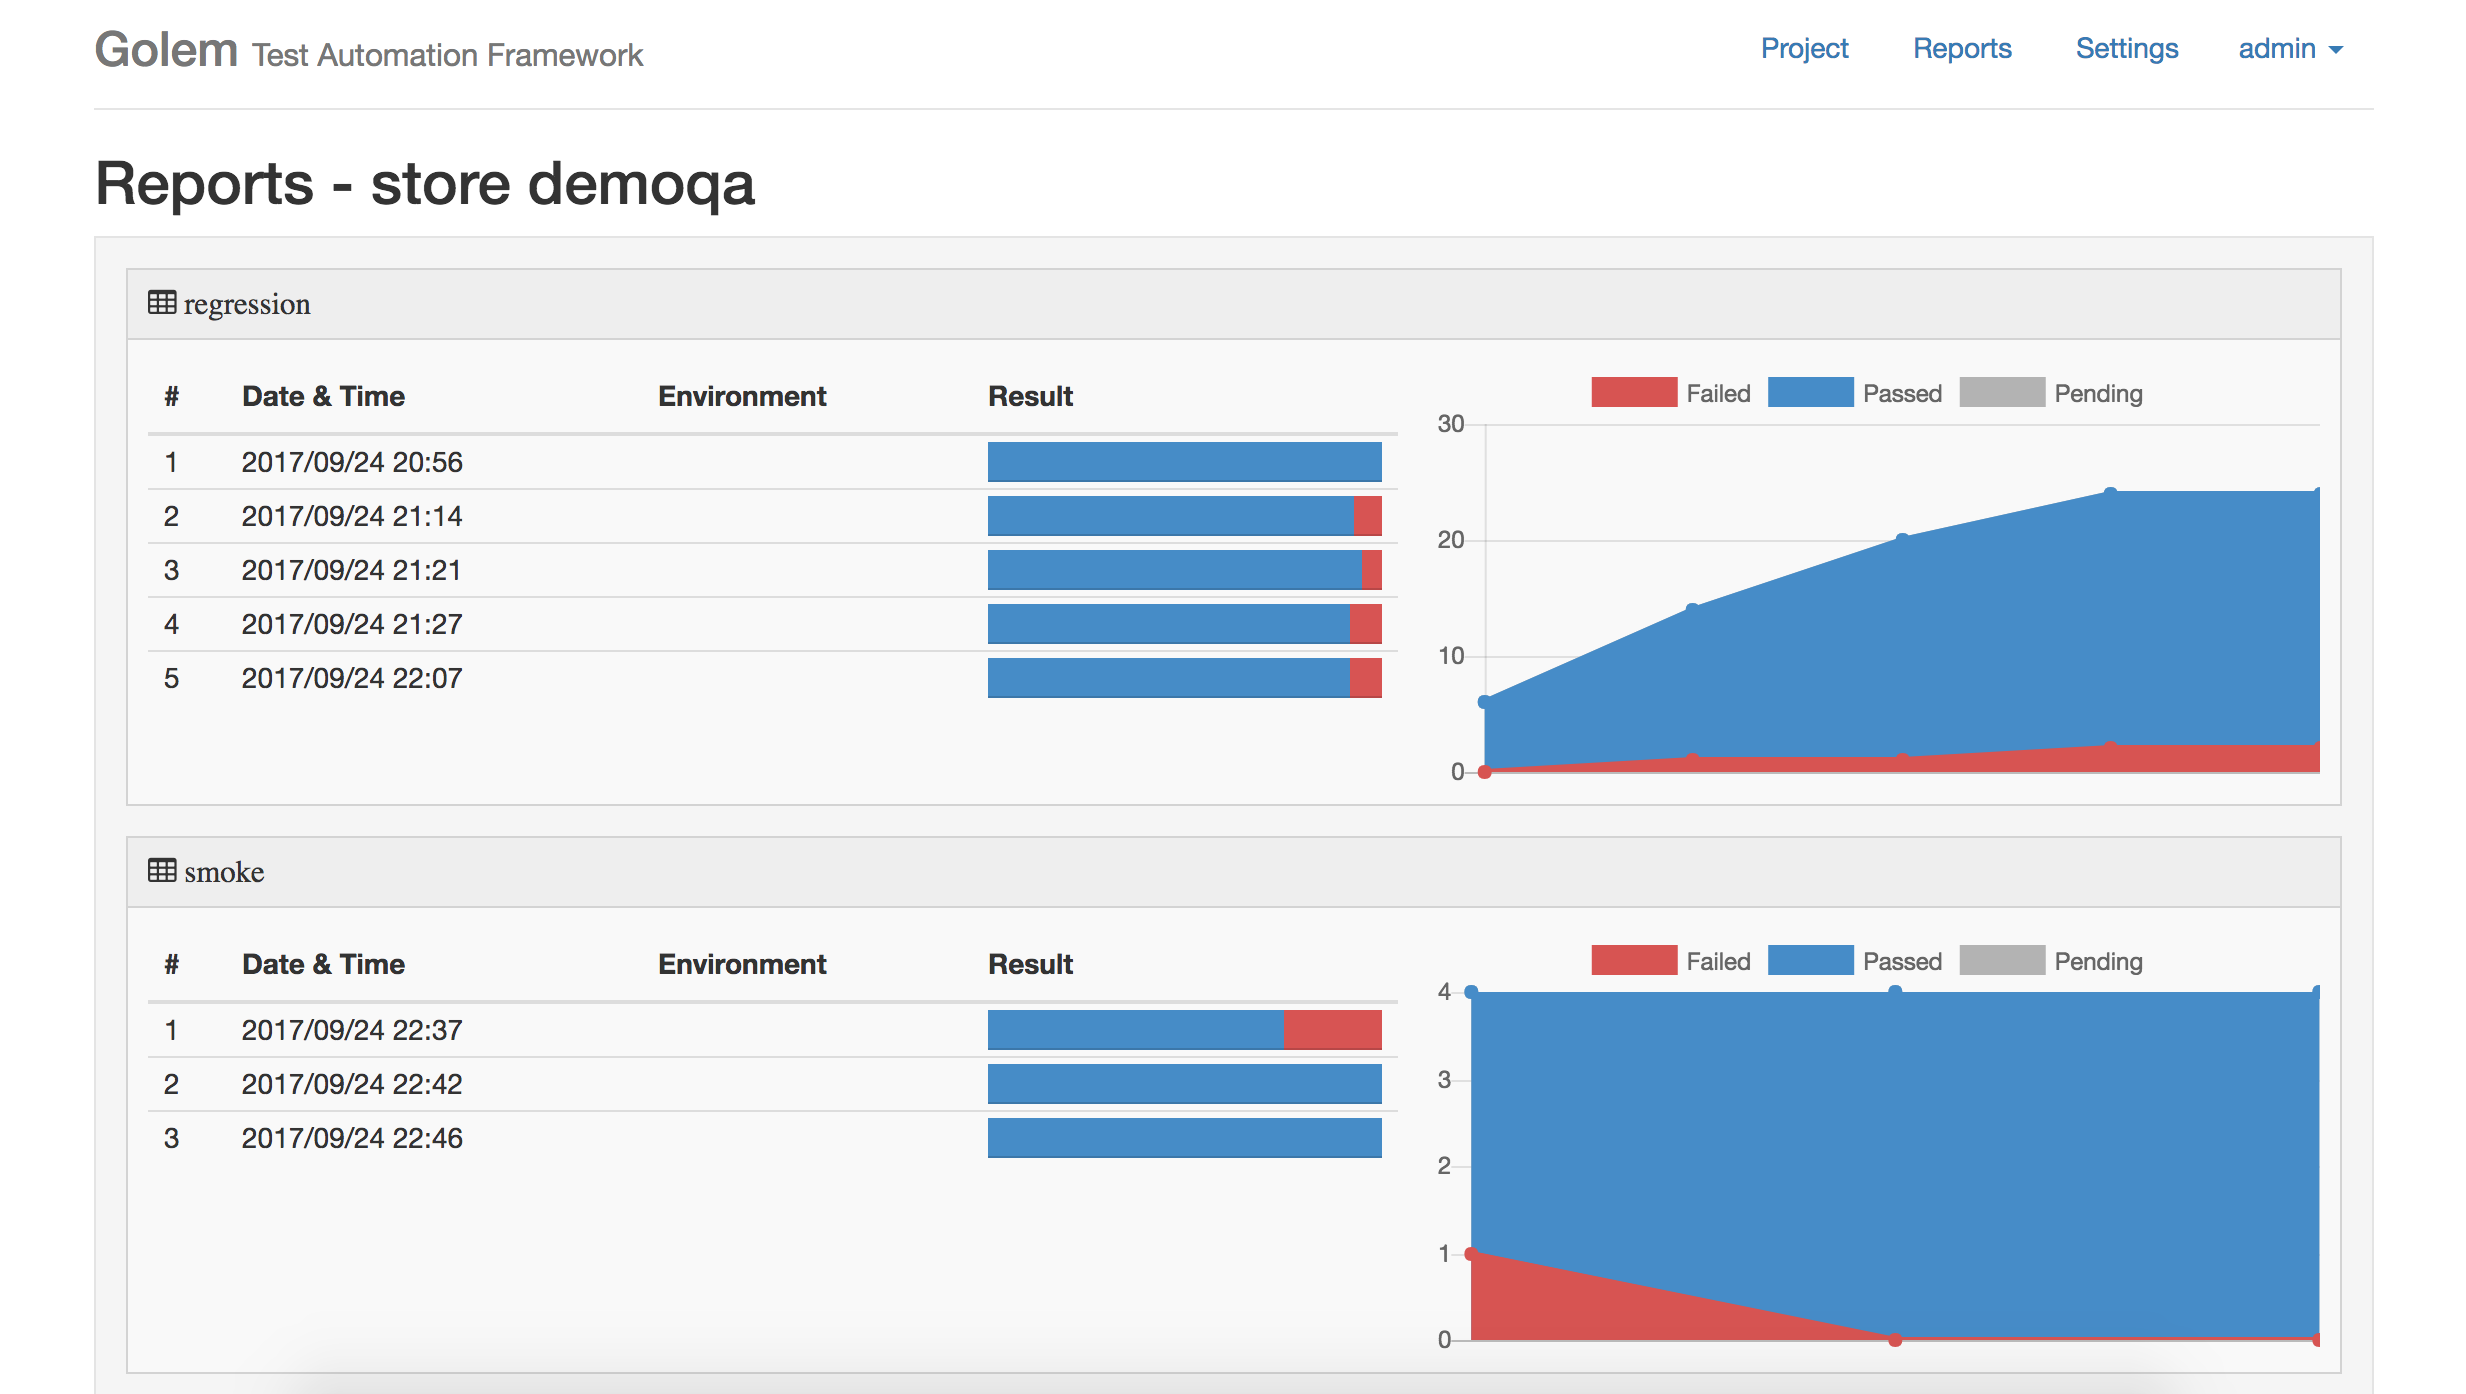 Golem Test Automation Framework
Project Reports Settings admin
Reports - store demoqa
regression
# Date & Time Environment Result
1 2017/09/24 20:56
2 2017/09/24 21:14
3 2017/09/24 21:21
4 2017/09/24 21:27
5 2017/09/24 22:07
Failed Passed Pending
30
20
10
0
smoke
# Date & Time Environment Result
1 2017/09/24 22:37
2 2017/09/24 22:42
3 2017/09/24 22:46
Failed Passed Pending
4
3
2
1
0